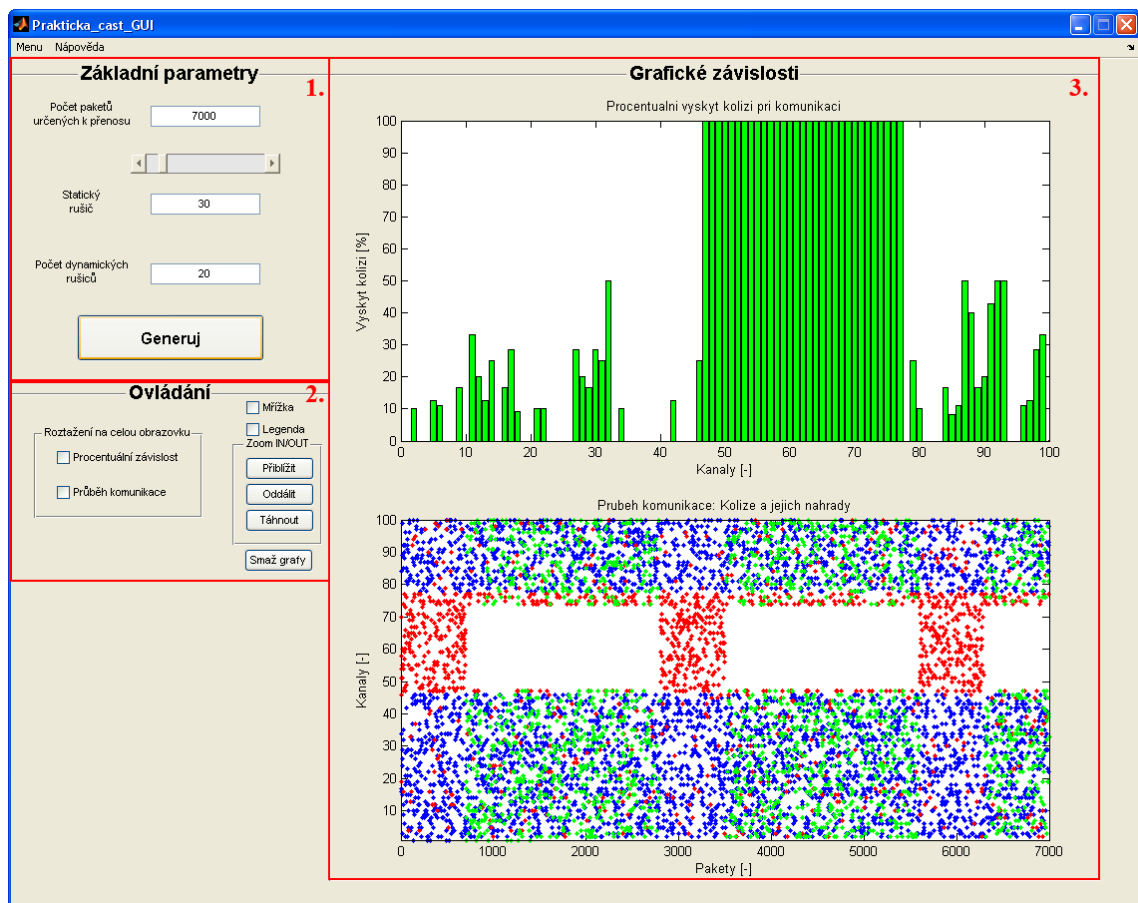 Prakticka_cast_GUI
Menu Nápověda
Základní parametry
1.
Počet paketů
určených k přenosu
7000
Statický
rušič
30
Počet dynamických
rušiců
20
Generuj
Ovládání
2.
Mřížka
Legenda
Roztažení na celou obrazovku
Procentuální závislost
Průběh komunikace
Zoom IN/OUT
Přiblížit
Oddálit
Táhnout
Smaž grafy
Grafické závislosti
3.
Procentualni vyskyt kolizi pri komunikaci
100
90
80
70
60
50
40
30
20
10
0
Vyskyt kolizi [%]
0 10 20 30 40 50 60 70 80 90 100
Kanaly [-]
Prubeh komunikace: Kolize a jejich nahrady
100
90
80
70
60
50
40
30
20
10
Kanaly [-]
0 1000 2000 3000 4000 5000 6000 7000
Pakety [-]